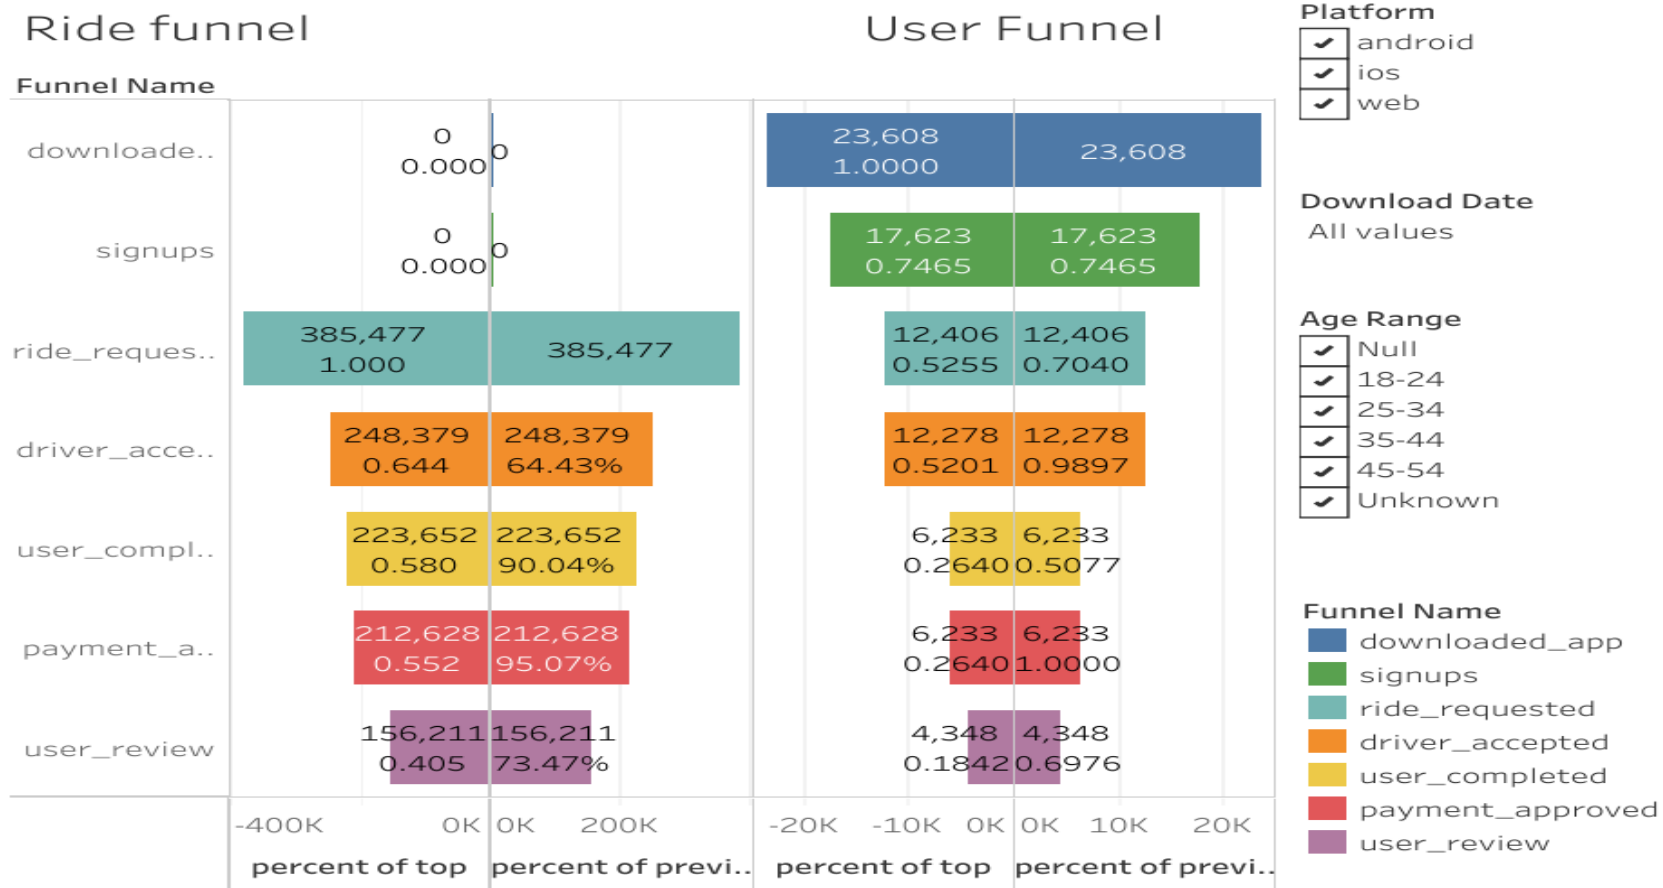 Ride funnel
User Funnel
Funnel Name
downloade..
0
0.000
0
23,608
1.0000
23,608
signups
0
0.000
0
17,623
0.7465
17,623
0.7465
ride_reques..
385,477
1.000
385,477
12,406
0.5255
12,406
0.7040
driver_acce..
248,379
0.644
248,379
64.43%
12,278
0.5201
12,278
0.9897
user_compl..
223,652
0.580
223,652
90.04%
6,233
0.2640
6,233
0.5077
payment_a..
212,628
0.552
212,628
95.07%
6,233
0.2640
6,233
1.0000
user_review
156,211
0.405
156,211
73.47%
4,348
0.1842
4,348
0.6976
-400K 0K 0K 200K -20K -10K 0K 0K 10K 20K
percent of top percent of previ.. percent of top percent of previ..
Platform
android
ios
web
Download Date
All values
Age Range
Null
18-24
25-34
35-44
45-54
Unknown
Funnel Name
downloaded_app
signups
ride_requested
driver_accepted
user_completed
payment_approved
user_review